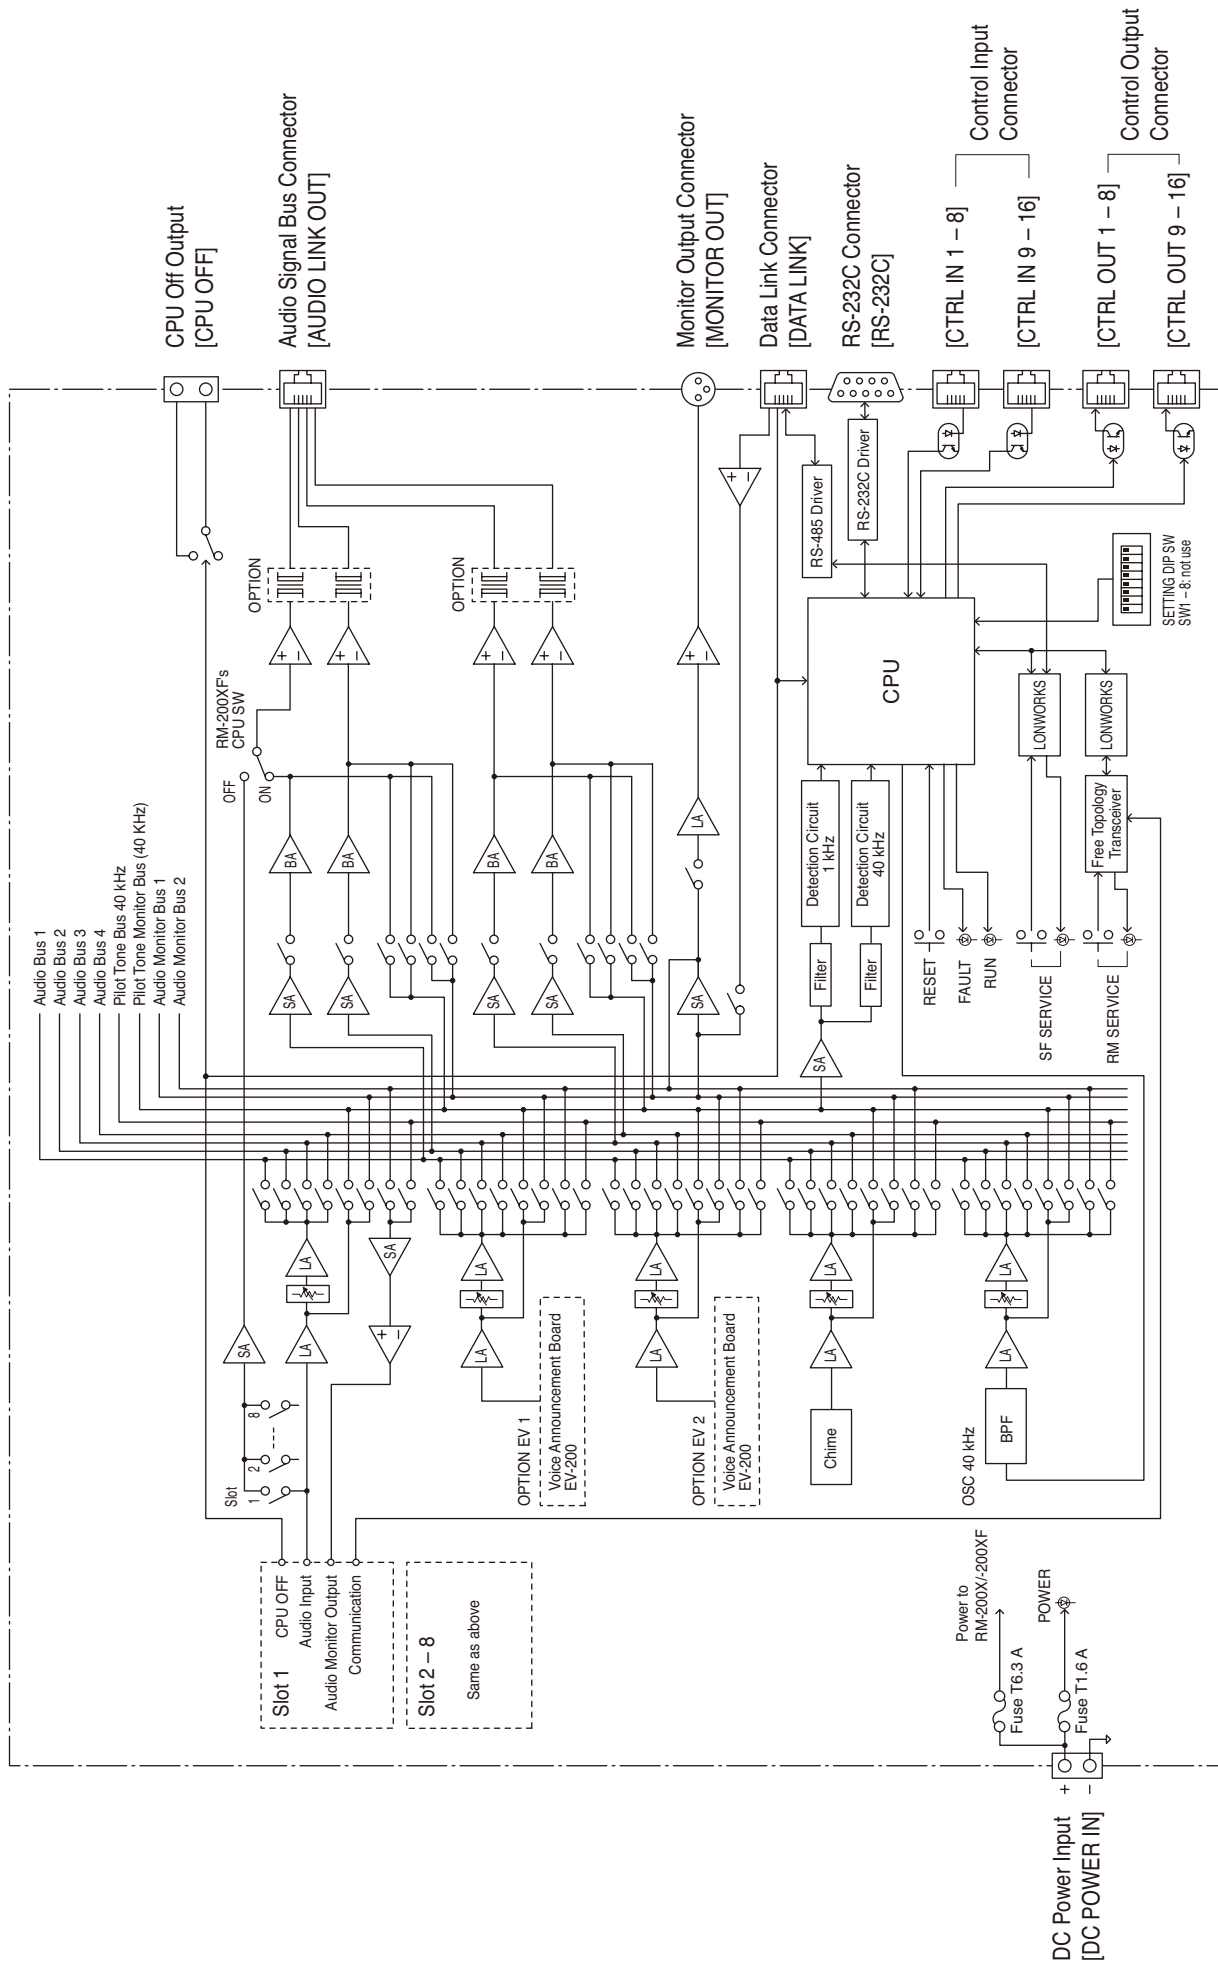 Audio Bus 1
Audio Bus 2
Audio Bus 3
Audio Bus 4
Pilot Tone Bus 40 kHz
Pilot Tone Monitor Bus (40 KHz)
Audio Monitor Bus 1
Audio Monitor Bus 2
CPU Off Output
[CPU OFF]
Audio Signal Bus Connector
[AUDIO LINK OUT]
Monitor Output Connector
[MONITOR OUT]
Data Link Connector
[DATA LINK]
RS-232C Connector
[RS-232C]
[CTRL IN 1 – 8]
[CTRL IN 9 – 16]
Control Input
Connector
[CTRL OUT 1 – 8]
[CTRL OUT 9 – 16]
Control Output
Connector
OPTION
+
–
+
–
OPTION
+
–
+
–
+
–
+
–
RM-200XF's
CPU SW
OFF
ON
BA
BA
BA
BA
LA
SA
SA
SA
SA
SA
SA
RS-485 Driver
RS-232C Driver
CPU
SETTING DIP SW
SW1 – 8: not use
Detection Circuit
1 kHz
Detection Circuit
40 kHz
Filter
Filter
RESET
FAULT
RUN
SF SERVICE
RM SERVICE
LONWORKS
LONWORKS
Free Topology
Transceiver
Slot
1
2
8
SA
LA
LA
SA
+
–
LA
LA
OPTION EV 1
Voice Announcement Board
EV-200
LA
LA
OPTION EV 2
Voice Announcement Board
EV-200
LA
LA
Chime
LA
LA
OSC 40 kHz
BPF
Slot 1
CPU OFF
Audio Input
Audio Monitor Output
Communication
Slot 2 – 8
Same as above
Power to
RM-200X/-200XF
POWER
Fuse T6.3 A
Fuse T1.6 A
+
–
DC Power Input
[DC POWER IN]